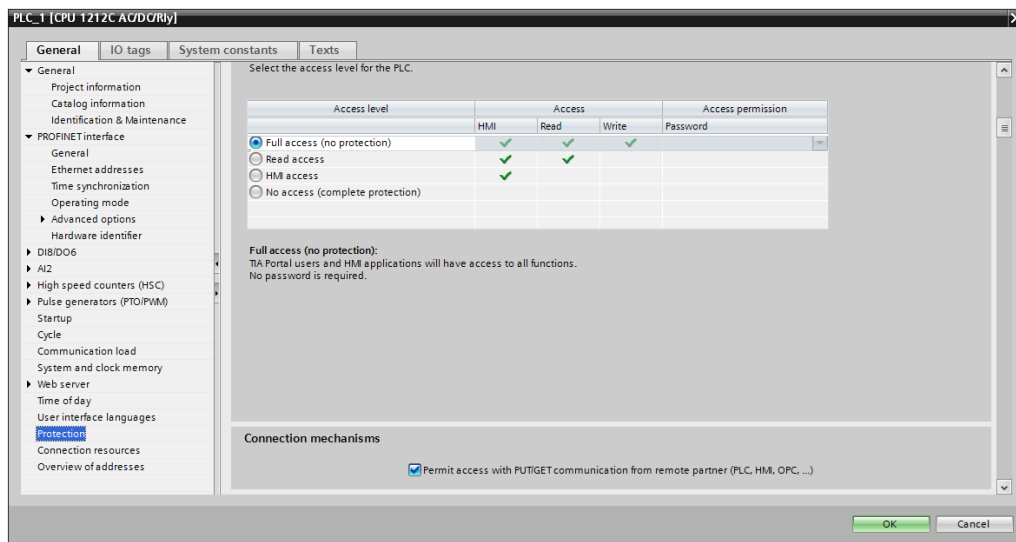 PLC_1 [CPU 1212C AC/DC/Rly]
General
IO tags
System constants
Texts
General
Project information
Catalog information
Identification & Maintenance
PROFINET interface
General
Ethernet addresses
Time synchronization
Operating mode
Advanced options
Hardware identifier
DI8/DO6
AI2
High speed counters (HSC)
Pulse generators (PTO/PWM)
Startup
Cycle
Communication load
System and clock memory
Web server
Time of day
User interface languages
Protection
Connection resources
Overview of addresses
Select the access level for the PLC.
Access level Access Access permission
HMI Read Write Password
Full access (no protection)
Read access
HMI access
No access (complete protection)
Full access (no protection):
TIA Portal users and HMI applications will have access to all functions.
No password is required.
Connection mechanisms
Permit access with PUT/GET communication from remote partner (PLC, HMI, OPC, ...)
OK
Cancel